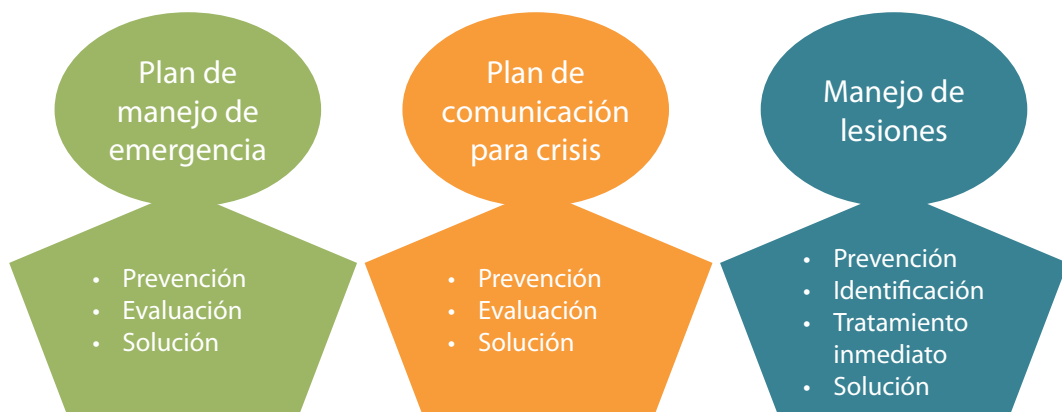 Plan de
manejo de
emergencia
• Prevención
• Evaluación
• Solución
Plan de
comunicación
para crisis
• Prevención
• Evaluación
• Solución
Manejo de
lesiones
• Prevención
• Identificación
• Tratamiento
inmediato
• Solución